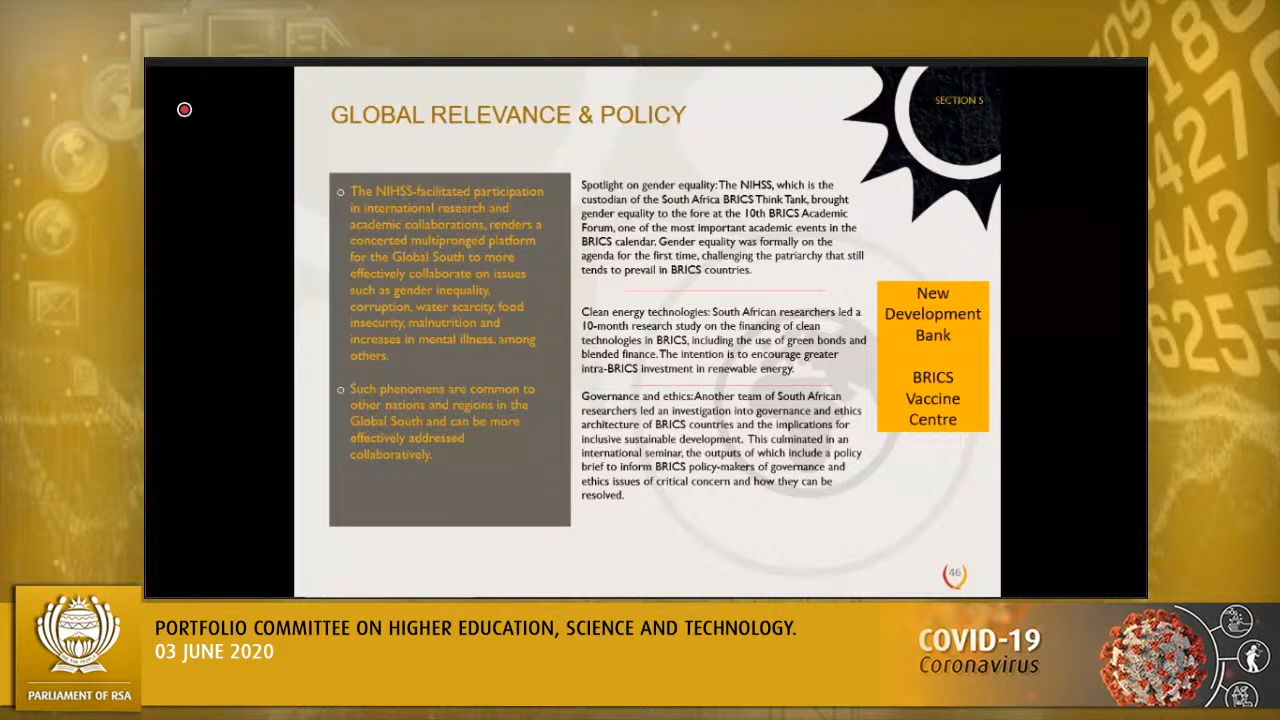 SECTION 5
GLOBAL RELEVANCE & POLICY
The NIHSS-facilitated participation
in international research and
academic collaborations, renders a
concerted multipronged platform
for the Global South to more
effectively collaborate on issues
such as gender inequality,
corruption, water scarcity, food
insecurity, malnutrition and
increases in mental illness, among
others.
Such phenomena are common to
other nations and regions in the
Global South and can be more
effectively addressed
collaboratively.
Spotlight on gender equality: The NIHSS, which is the
custodian of the South Africa BRICS Think Tank, brought
gender equality to the fore at the 10th BRICS Academic
Forum, one of the most important academic events in the
BRICS calendar. Gender equality was formally on the
agenda for the first time, challenging the patriarchy that still
tends to prevail in BRICS countries.
Clean energy technologies: South African researchers led a
10-month research study on the financing of clean
technologies in BRICS, including the use of green bonds and
blended finance. The intention is to encourage greater
intra-BRICS investment in renewable energy.
Governance and ethics: Another team of South African
researchers led an investigation into governance and ethics
architecture of BRICS countries and the implications for
inclusive sustainable development. This culminated in an
international seminar, the outputs of which include a policy
brief to inform BRICS policy-makers of governance and
ethics issues of critical concern and how they can be
resolved.
New
Development
Bank
BRICS
Vaccine
Centre
46
PORTFOLIO COMMITTEE ON HIGHER EDUCATION, SCIENCE AND TECHNOLOGY.
03 JUNE 2020
PARLIAMENT OF RSA
COVID-19
Coronavirus